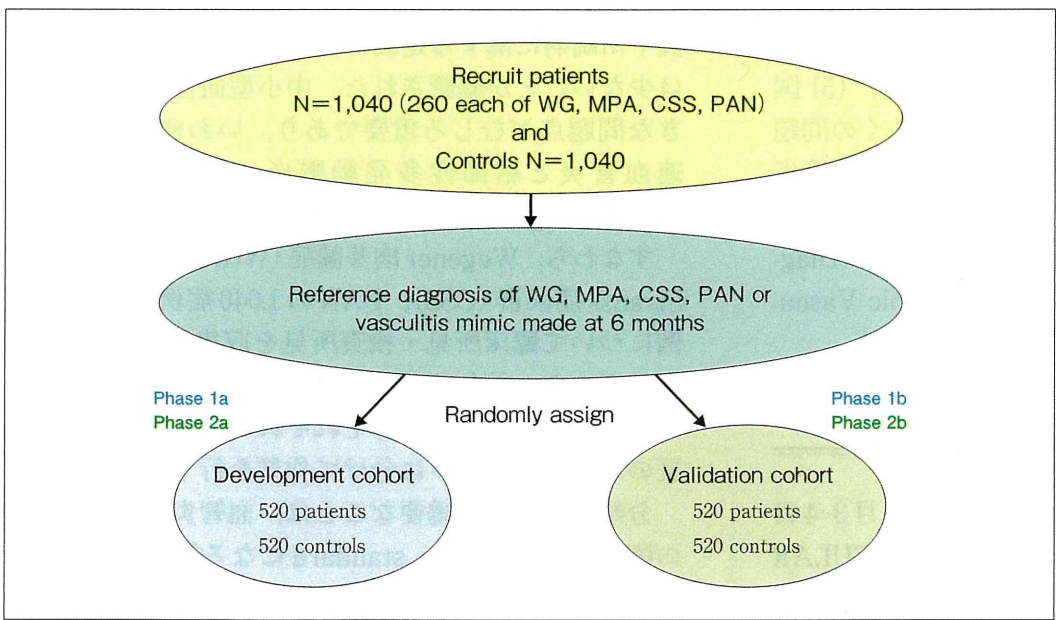 Recruit patients
N=1,040 (260 each of WG, MPA, CSS, PAN)
and
Controls N=1,040
Reference diagnosis of WG, MPA, CSS, PAN or
vasculitis mimic made at 6 months
Phase 1a
Phase 2a
Randomly assign
Phase 1b
Phase 2b
Development cohort
520 patients
520 controls
Validation cohort
520 patients
520 controls